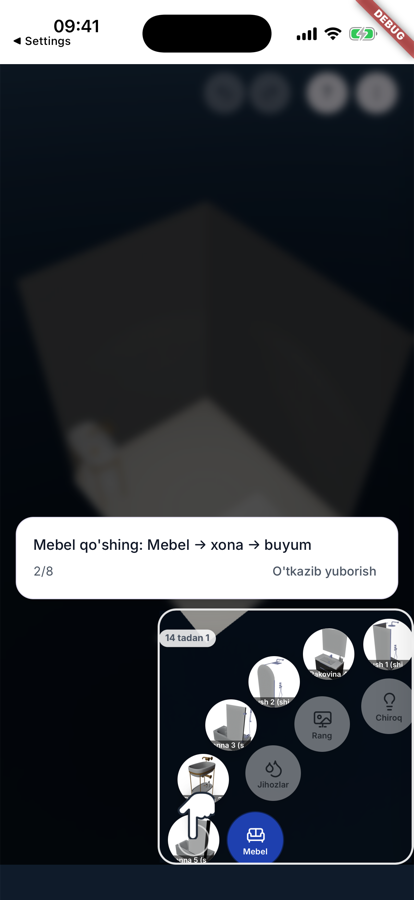 09:41
◀ Settings
DEBUG
Mebel qo'shing: Mebel → xona → buyum
2/8
O'tkazib yuborish
14 tadan 1
Rakovina
Chiroq
Rang
Jihozlar
Mebel